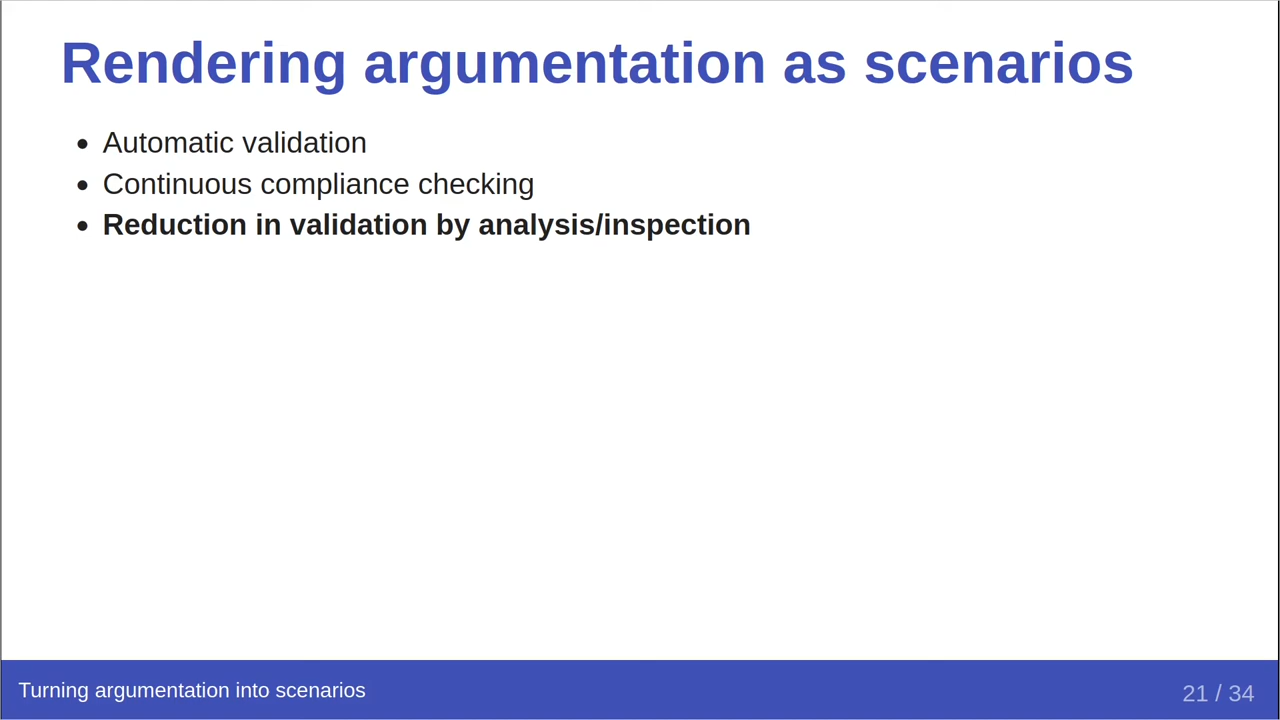 Rendering argumentation as scenarios
• Automatic validation
• Continuous compliance checking
• Reduction in validation by analysis/inspection
Turning argumentation into scenarios
21 / 34